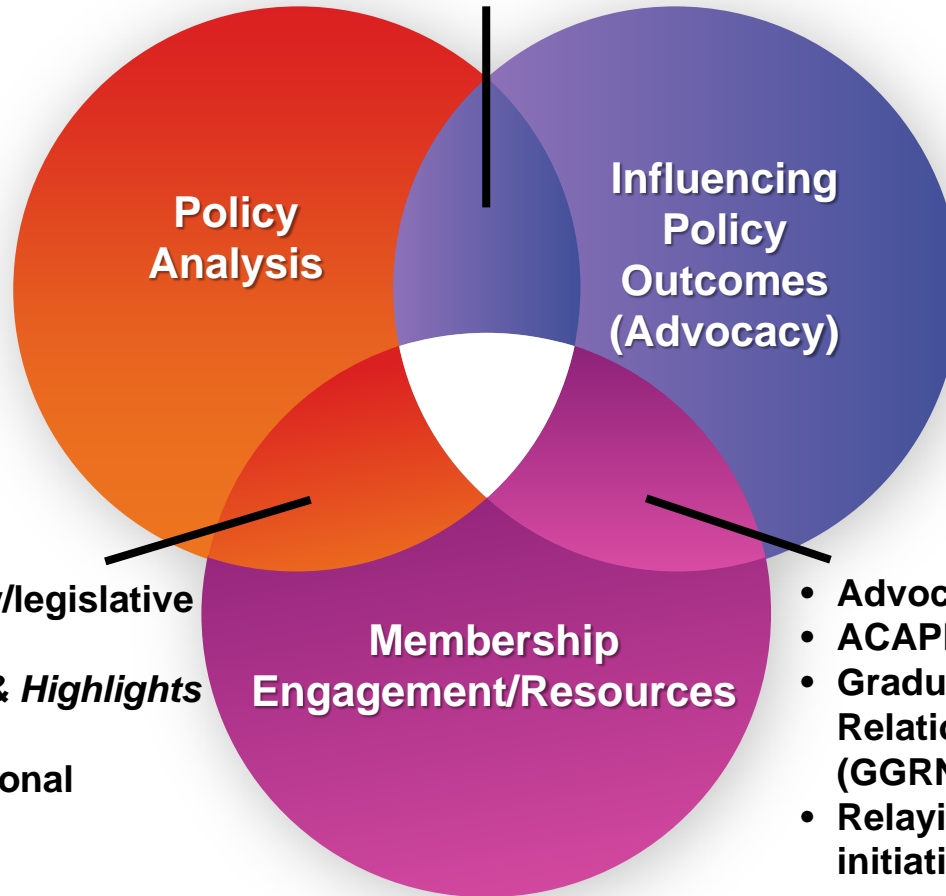 Policy
Analysis
Influencing
Policy
Outcomes
(Advocacy)
Membership
Engagement/Resources
/legislative
& Highlights
onal
• Advoc
• ACAP
• Gradu
Relatio
(GGRN
• Relayi
initiati